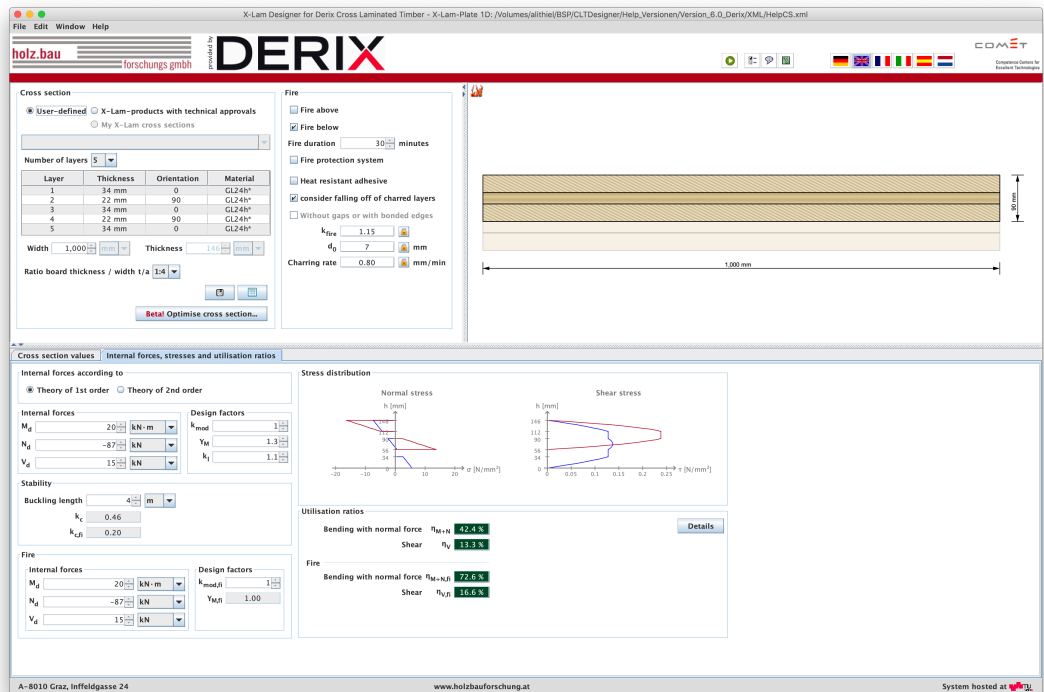 X-Lam Designer for Derix Cross Laminated Timber - X-Lam-Plate 1D: /Volumes/alithiel/BSP/CLTDesigner/Help_Versionen/Version_6.0_Derix/XML/HelpCS.xml
File Edit Window Help
holz.bau
forschungs gmbh
provided by
DERIX
COMET
Competence Centers for
Excellent Technologies
Cross section
User-defined X-Lam-products with technical approvals
My X-Lam cross sections
Number of layers 5
Layer Thickness Orientation Material
1 34 mm 0 GL24h*
2 22 mm 90 GL24h*
3 34 mm 0 GL24h*
4 22 mm 90 GL24h*
5 34 mm 0 GL24h*
Width 1,000 mm Thickness 146 mm
Ratio board thickness / width t/a 1:4
Beta! Optimise cross section...
Fire
Fire above
Fire below
Fire duration 30 minutes
Fire protection system
Heat resistant adhesive
consider falling off of charred layers
Without gaps or with bonded edges
kfire 1.15
d0 7 mm
Charring rate 0.80 mm/min
90 mm
1,000 mm
Cross section values Internal forces, stresses and utilisation ratios
Internal forces according to
Theory of 1st order Theory of 2nd order
Internal forces
Md 20 kN·m
Nd -87 kN
Vd 15 kN
Design factors
kmod 1
γM 1.3
kl 1.1
Stability
Buckling length 4 m
kc 0.46
kc,fi 0.20
Fire
Internal forces
Md 20 kN·m
Nd -87 kN
Vd 15 kN
Design factors
kmod,fi 1
γM,fi 1.00
Stress distribution
Normal stress
h [mm]
146
112
90
56
34
0
-20 -10 0 10 20 σ [N/mm²]
Shear stress
h [mm]
146
112
90
56
34
0
0 0.05 0.1 0.15 0.2 0.25 τ [N/mm²]
Utilisation ratios
Bending with normal force ηM+N 42.4 %
Shear ηV 13.3 %
Details
Fire
Bending with normal force ηM+N,fi 72.6 %
Shear ηV,fi 16.6 %
A-8010 Graz, Inffeldgasse 24
www.holzbauforschung.at
System hosted at